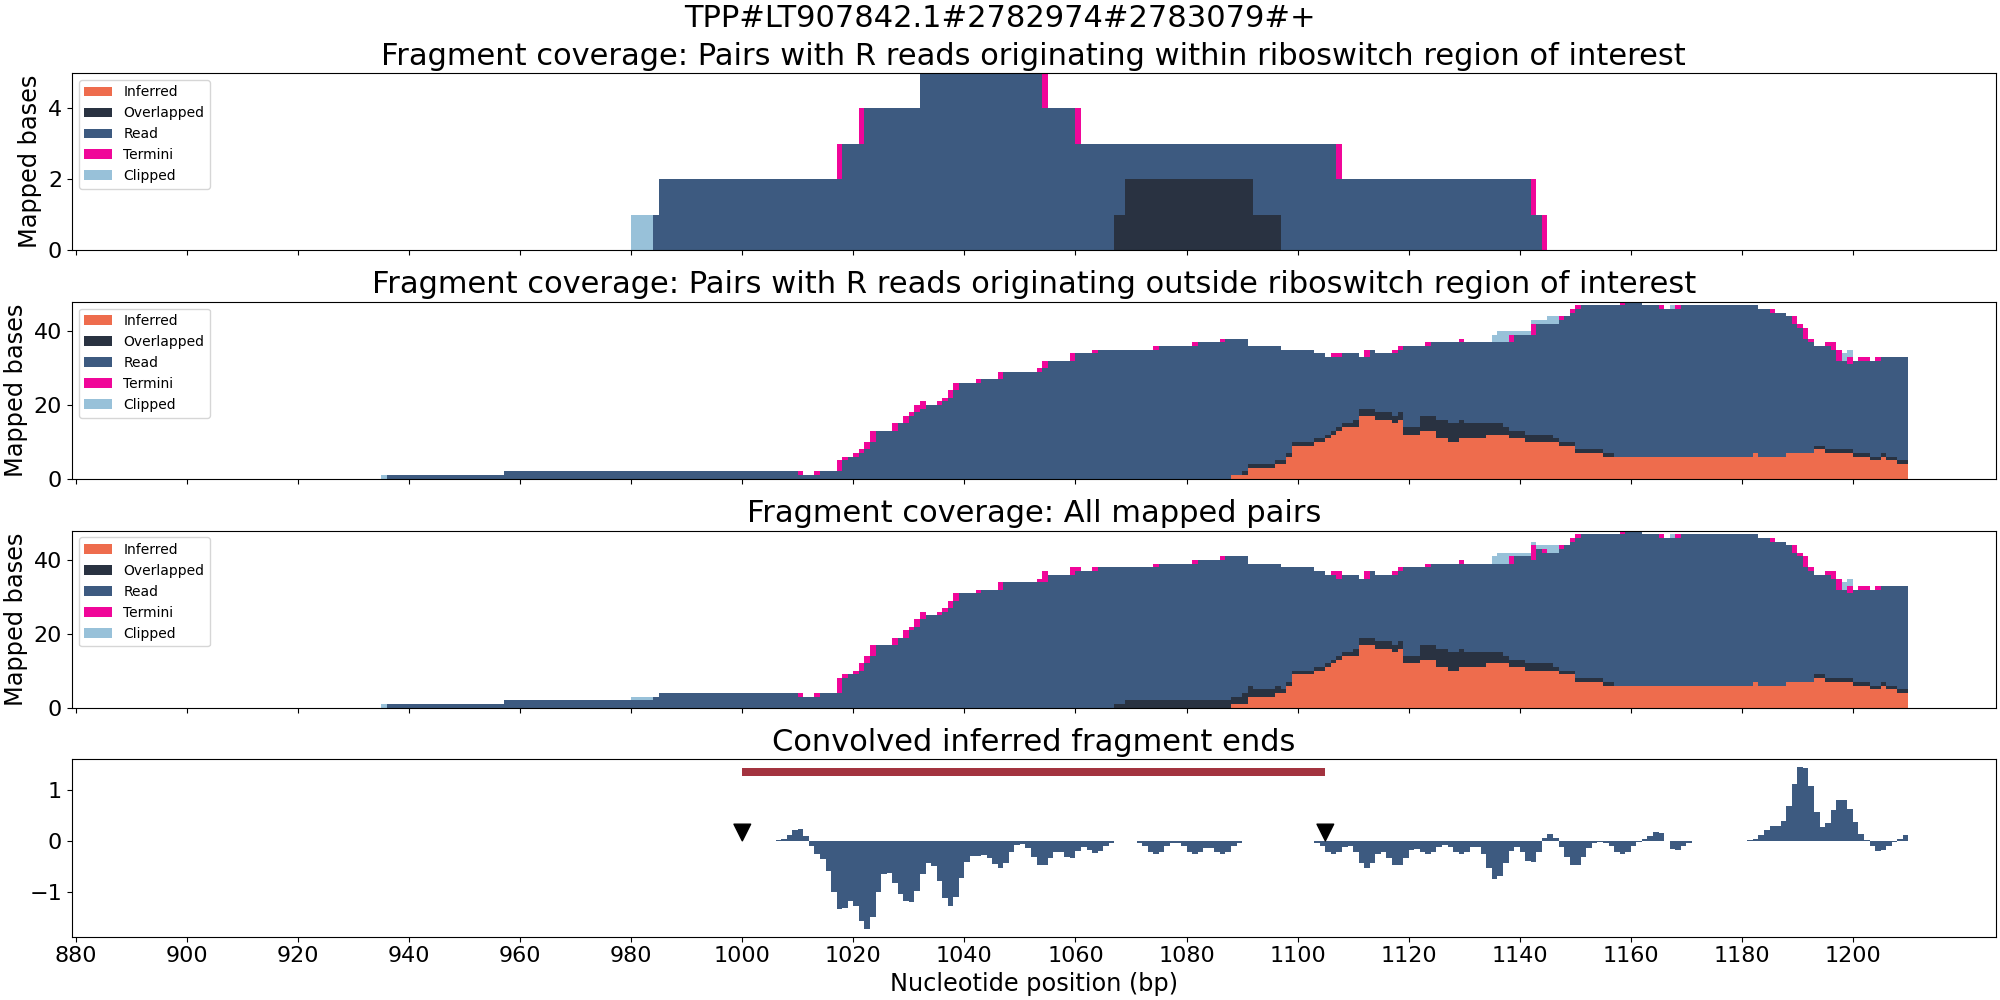 TPP#LT907842.1#2782974#2783079#+
Fragment coverage: Pairs with R reads originating within riboswitch region of interest
Mapped bases
4
2
0
Inferred
Overlapped
Read
Termini
Clipped
Fragment coverage: Pairs with R reads originating outside riboswitch region of interest
Mapped bases
40
20
0
Inferred
Overlapped
Read
Termini
Clipped
Fragment coverage: All mapped pairs
Mapped bases
40
20
0
Inferred
Overlapped
Read
Termini
Clipped
Convolved inferred fragment ends
1
0
−1
880 900 920 940 960 980 1000 1020 1040 1060 1080 1100 1120 1140 1160 1180 1200
Nucleotide position (bp)